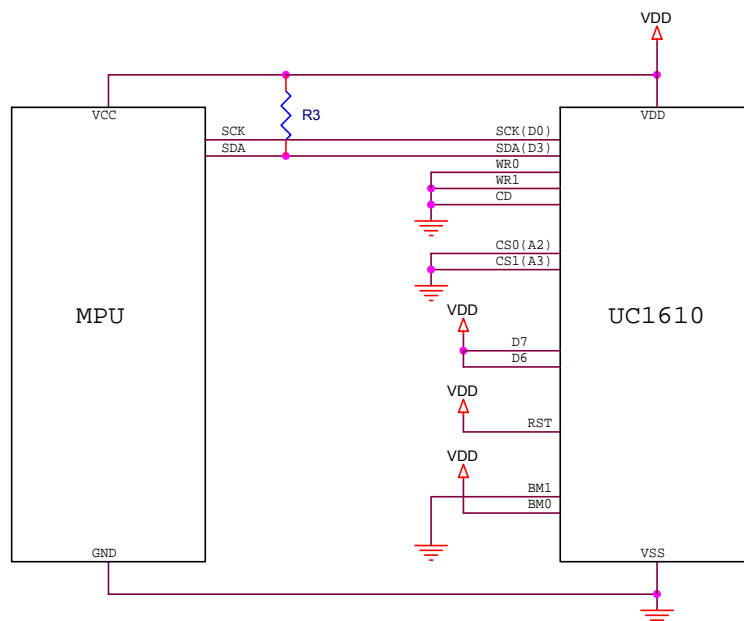 VDD
VCC
VDD
R3
SCK
SCK(D0)
SDA
SDA(D3)
WR0
WR1
CD
CS0(A2)
CS1(A3)
MPU
UC1610
VDD
D7
D6
VDD
RST
VDD
BM1
BM0
GND
VSS